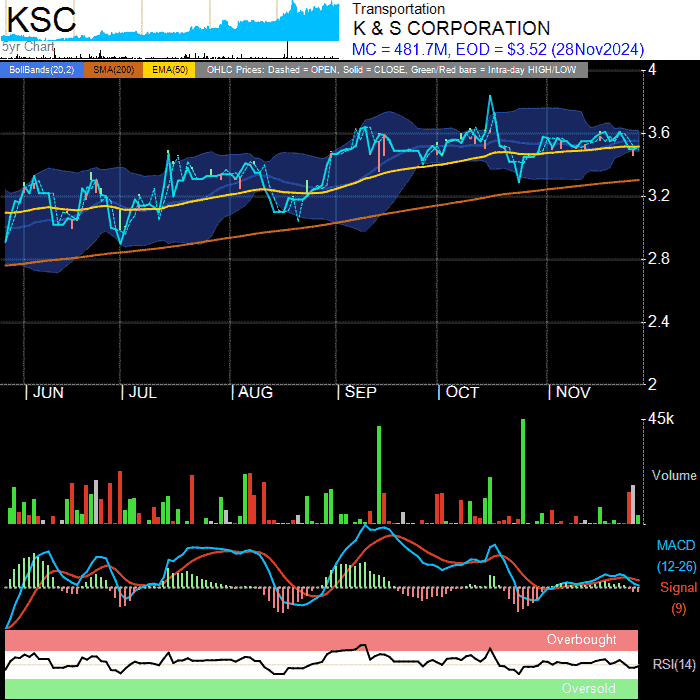 KSC
5yr Chart
Transportation
K & S CORPORATION
MC = 481.7M, EOD = $3.52 (28Nov2024)
BollBands(20,2) SMA(200) EMA(50) OHLC Prices: Dashed = OPEN, Solid = CLOSE, Green/Red bars = Intra-day HIGH/LOW
4
3.6
3.2
2.8
2.4
2
JUN JUL AUG SEP OCT NOV
45k
Volume
MACD
(12-26)
Signal
(9)
Overbought
RSI(14)
Oversold